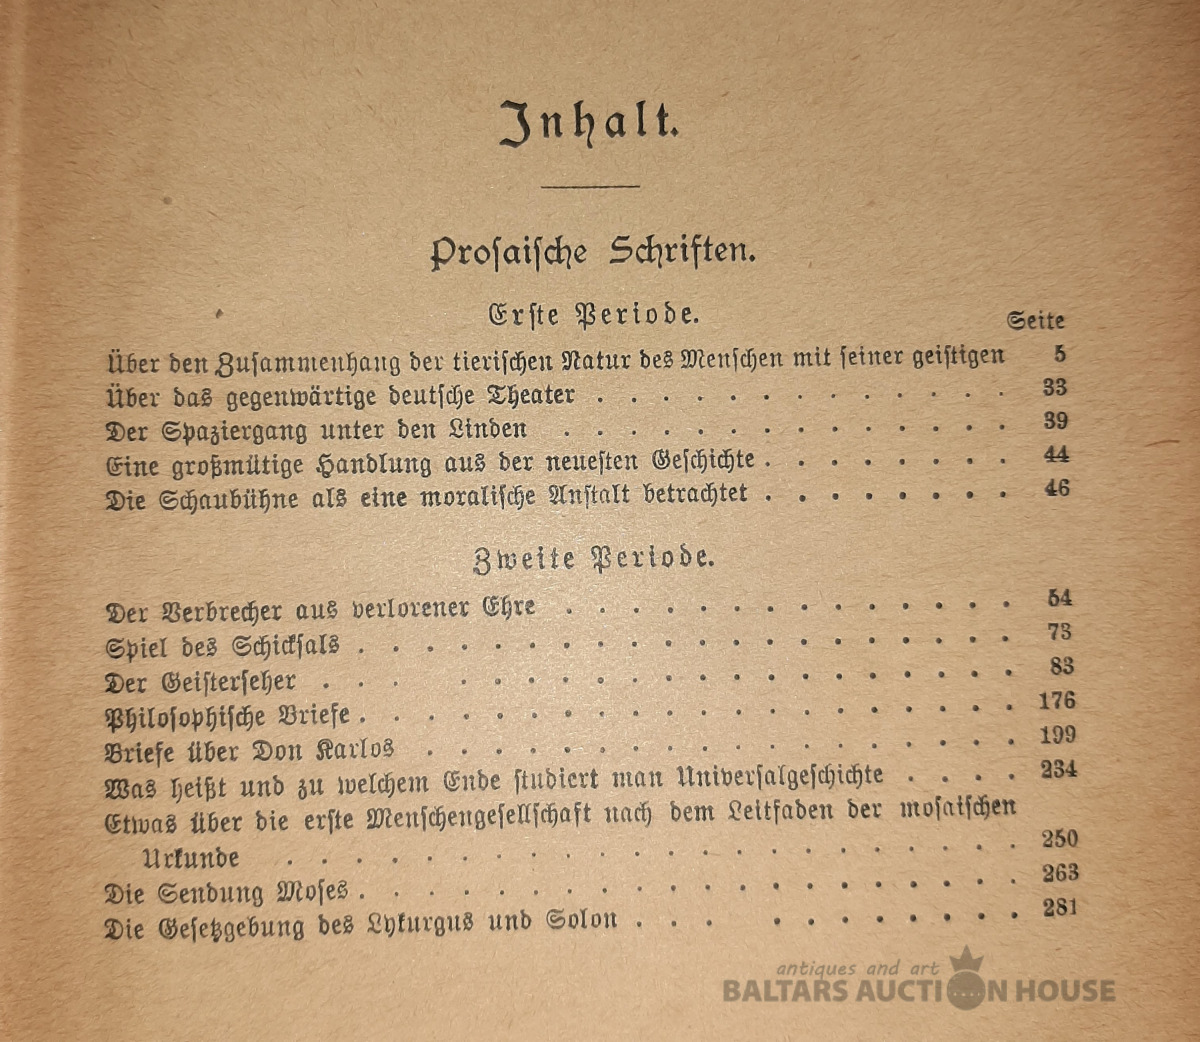 Inhalt.
Prosaische Schriften.
Erste Periode.
Seite
Über den Zusammenhang der tierischen Natur des Menschen mit seiner geistigen 5
Über das gegenwärtige deutsche Theater . . . . . . . . . . . . . 33
Der Spaziergang unter den Linden . . . . . . . . . . . . . . 39
Eine großmütige Handlung aus der neuesten Geschichte . . . . . . . . 44
Die Schaubühne als eine moralische Anstalt betrachtet . . . . . . . . 46
Zweite Periode.
Der Verbrecher aus verlorener Ehre . . . . . . . . . . . . . . 54
Spiel des Schicksals . . . . . . . . . . . . . . . . . . . . 73
Der Geisterseher . . . . . . . . . . . . . . . . . . . 83
Philosophische Briefe . . . . . . . . . . . . . . . . . . . . 176
Briefe über Don Karlos . . . . . . . . . . . . . . . . . . 199
Was heißt und zu welchem Ende studiert man Universalgeschichte . . . . 234
Etwas über die erste Menschengesellschaft nach dem Leitfaden der mosaischen
Urkunde . . . . . . . . . . . . . . . . . . . . . . 250
Die Sendung Moses . . . . . . . . . . . . . . . . . . . . 263
Die Gesetzgebung des Lykurgus und Solon . . . . . . . . . . . 281
antiques and art
BALTARS AUCTION HOUSE